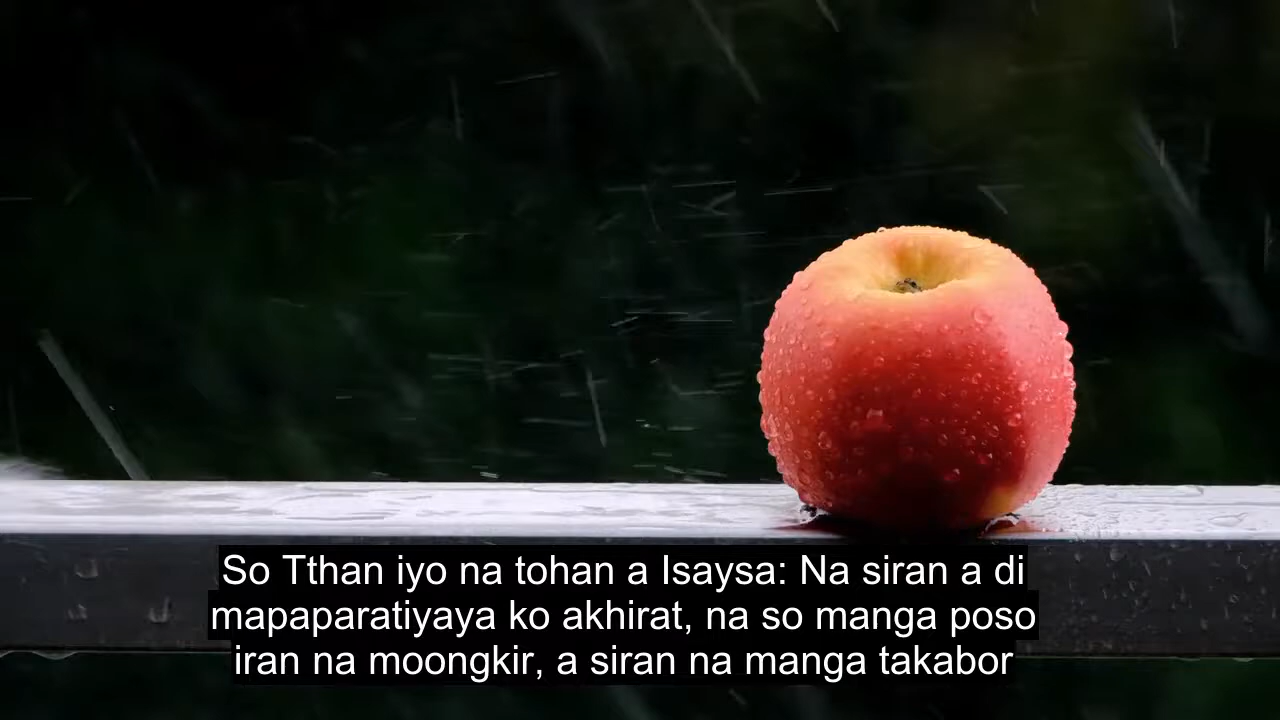 So Tthan iyo na tohan a Isaysa: Na siran a di
mapaparatiyaya ko akhirat, na so manga poso
iran na moongkir, a siran na manga takabor